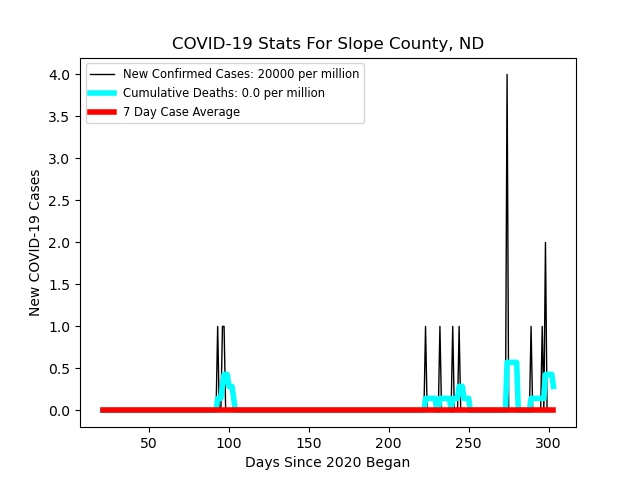 COVID-19 Stats For Slope County, ND
New Confirmed Cases: 20000 per million
Cumulative Deaths: 0.0 per million
7 Day Case Average
New COVID-19 Cases
4.0
3.5
3.0
2.5
2.0
1.5
1.0
0.5
0.0
50 100 150 200 250 300
Days Since 2020 Began